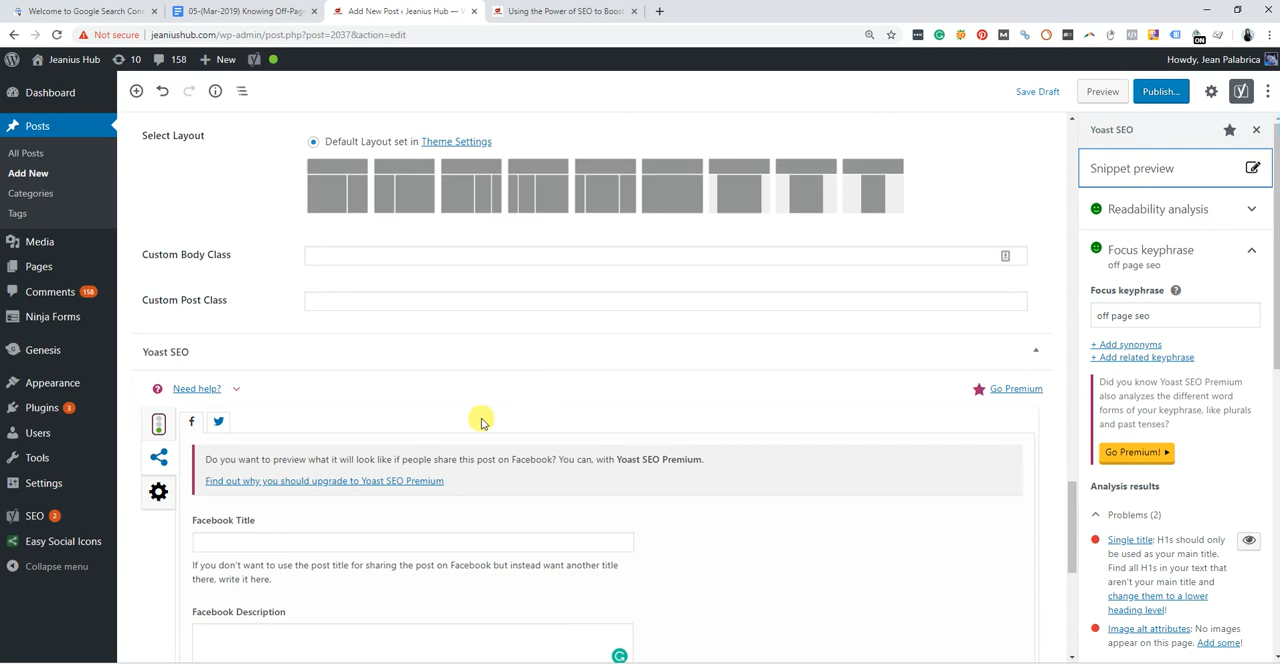 Welcome to Google Search Con
05-(Mar-2019) Knowing Off-Page
Add New Post ‹ Jeanius Hub — W
Using the Power of SEO to Boost
Not secure | jeaniushub.com/wp-admin/post.php?post=2037&action=edit
ON
Jeanius Hub
10
158
New
Howdy, Jean Palabrica
Dashboard
Posts
All Posts
Add New
Categories
Tags
Media
Pages
Comments 158
Ninja Forms
Genesis
Appearance
Plugins 3
Users
Tools
Settings
SEO 2
Easy Social Icons
Collapse menu
Save Draft
Preview
Publish...
Select Layout
Default Layout set in Theme Settings
Custom Body Class
Custom Post Class
Yoast SEO
Need help?
Go Premium
Do you want to preview what it will look like if people share this post on Facebook? You can, with Yoast SEO Premium.
Find out why you should upgrade to Yoast SEO Premium
Facebook Title
If you don't want to use the post title for sharing the post on Facebook but instead want another title
there, write it here.
Facebook Description
Yoast SEO
Snippet preview
Readability analysis
Focus keyphrase
off page seo
Focus keyphrase
off page seo
+ Add synonyms
+ Add related keyphrase
Did you know Yoast SEO Premium
also analyzes the different word
forms of your keyphrase, like plurals
and past tenses?
Go Premium!
Analysis results
Problems (2)
Single title: H1s should only
be used as your main title.
Find all H1s in your text that
aren't your main title and
change them to a lower
heading level!
Image alt attributes: No images
appear on this page. Add some!